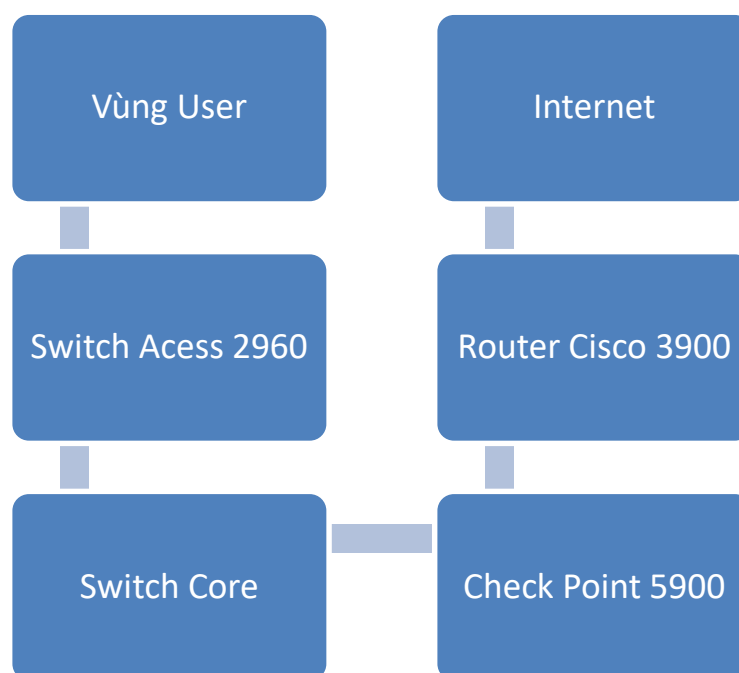 Vùng User
Internet
Switch Acess 2960
Router Cisco 3900
Switch Core
Check Point 5900